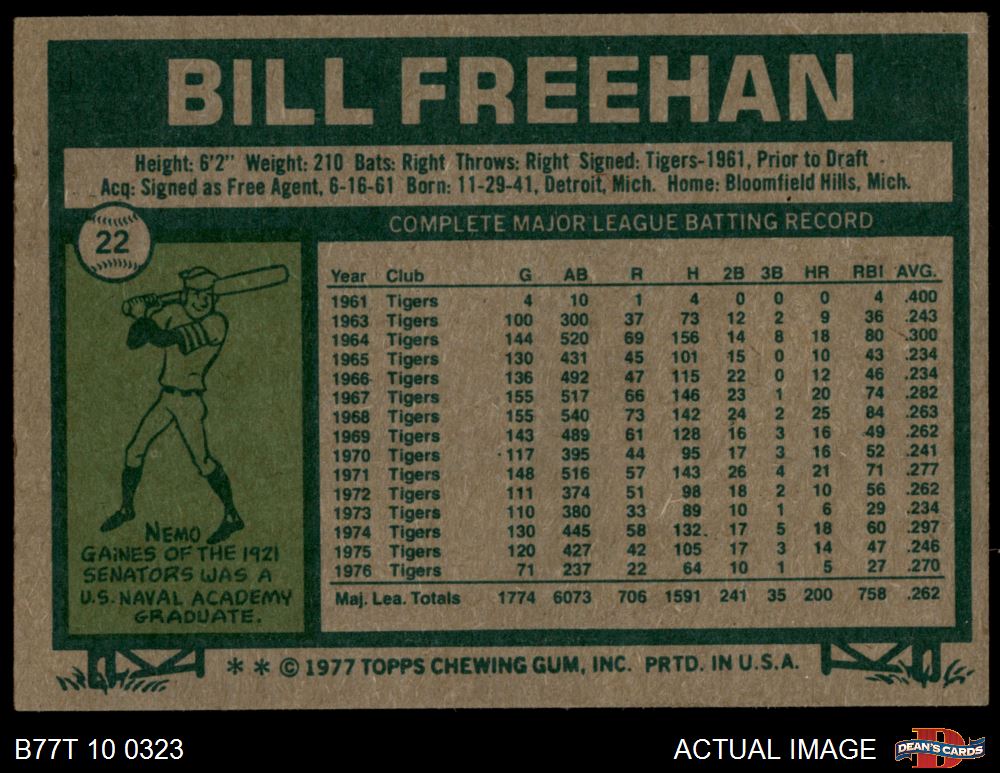 BILL FREEHAN
Height: 6'2" Weight: 210 Bats: Right Throws: Right Signed: Tigers-1961, Prior to Draft
Acq: Signed as Free Agent, 6-16-61 Born: 11-29-41, Detroit, Mich. Home: Bloomfield Hills, Mich.
22
COMPLETE MAJOR LEAGUE BATTING RECORD
Year Club G AB R H 2B 3B HR RBI AVG.
1961 Tigers 4 10 1 4 0 0 0 4 .400
1963 Tigers 100 300 37 73 12 2 9 36 .243
1964 Tigers 144 520 69 156 14 8 18 80 .300
1965 Tigers 130 431 45 101 15 0 10 43 .234
1966 Tigers 136 492 47 115 22 0 12 46 .234
1967 Tigers 155 517 66 146 23 1 20 74 .282
1968 Tigers 155 540 73 142 24 2 25 84 .263
1969 Tigers 143 489 61 128 16 3 16 49 .262
1970 Tigers 117 395 44 95 17 3 16 52 .241
1971 Tigers 148 516 57 143 26 4 21 71 .277
1972 Tigers 111 374 51 98 18 2 10 56 .262
1973 Tigers 110 380 33 89 10 1 6 29 .234
1974 Tigers 130 445 58 132 17 5 18 60 .297
1975 Tigers 120 427 42 105 17 3 14 47 .246
1976 Tigers 71 237 22 64 10 1 5 27 .270
Maj. Lea. Totals 1774 6073 706 1591 241 35 200 758 .262
NEMO
GAINES OF THE 1921
SENATORS WAS A
U.S. NAVAL ACADEMY
GRADUATE.
* * © 1977 TOPPS CHEWING GUM, INC. PRTD. IN U.S.A.
B77T 10 0323
ACTUAL IMAGE
DEAN'S CARDS